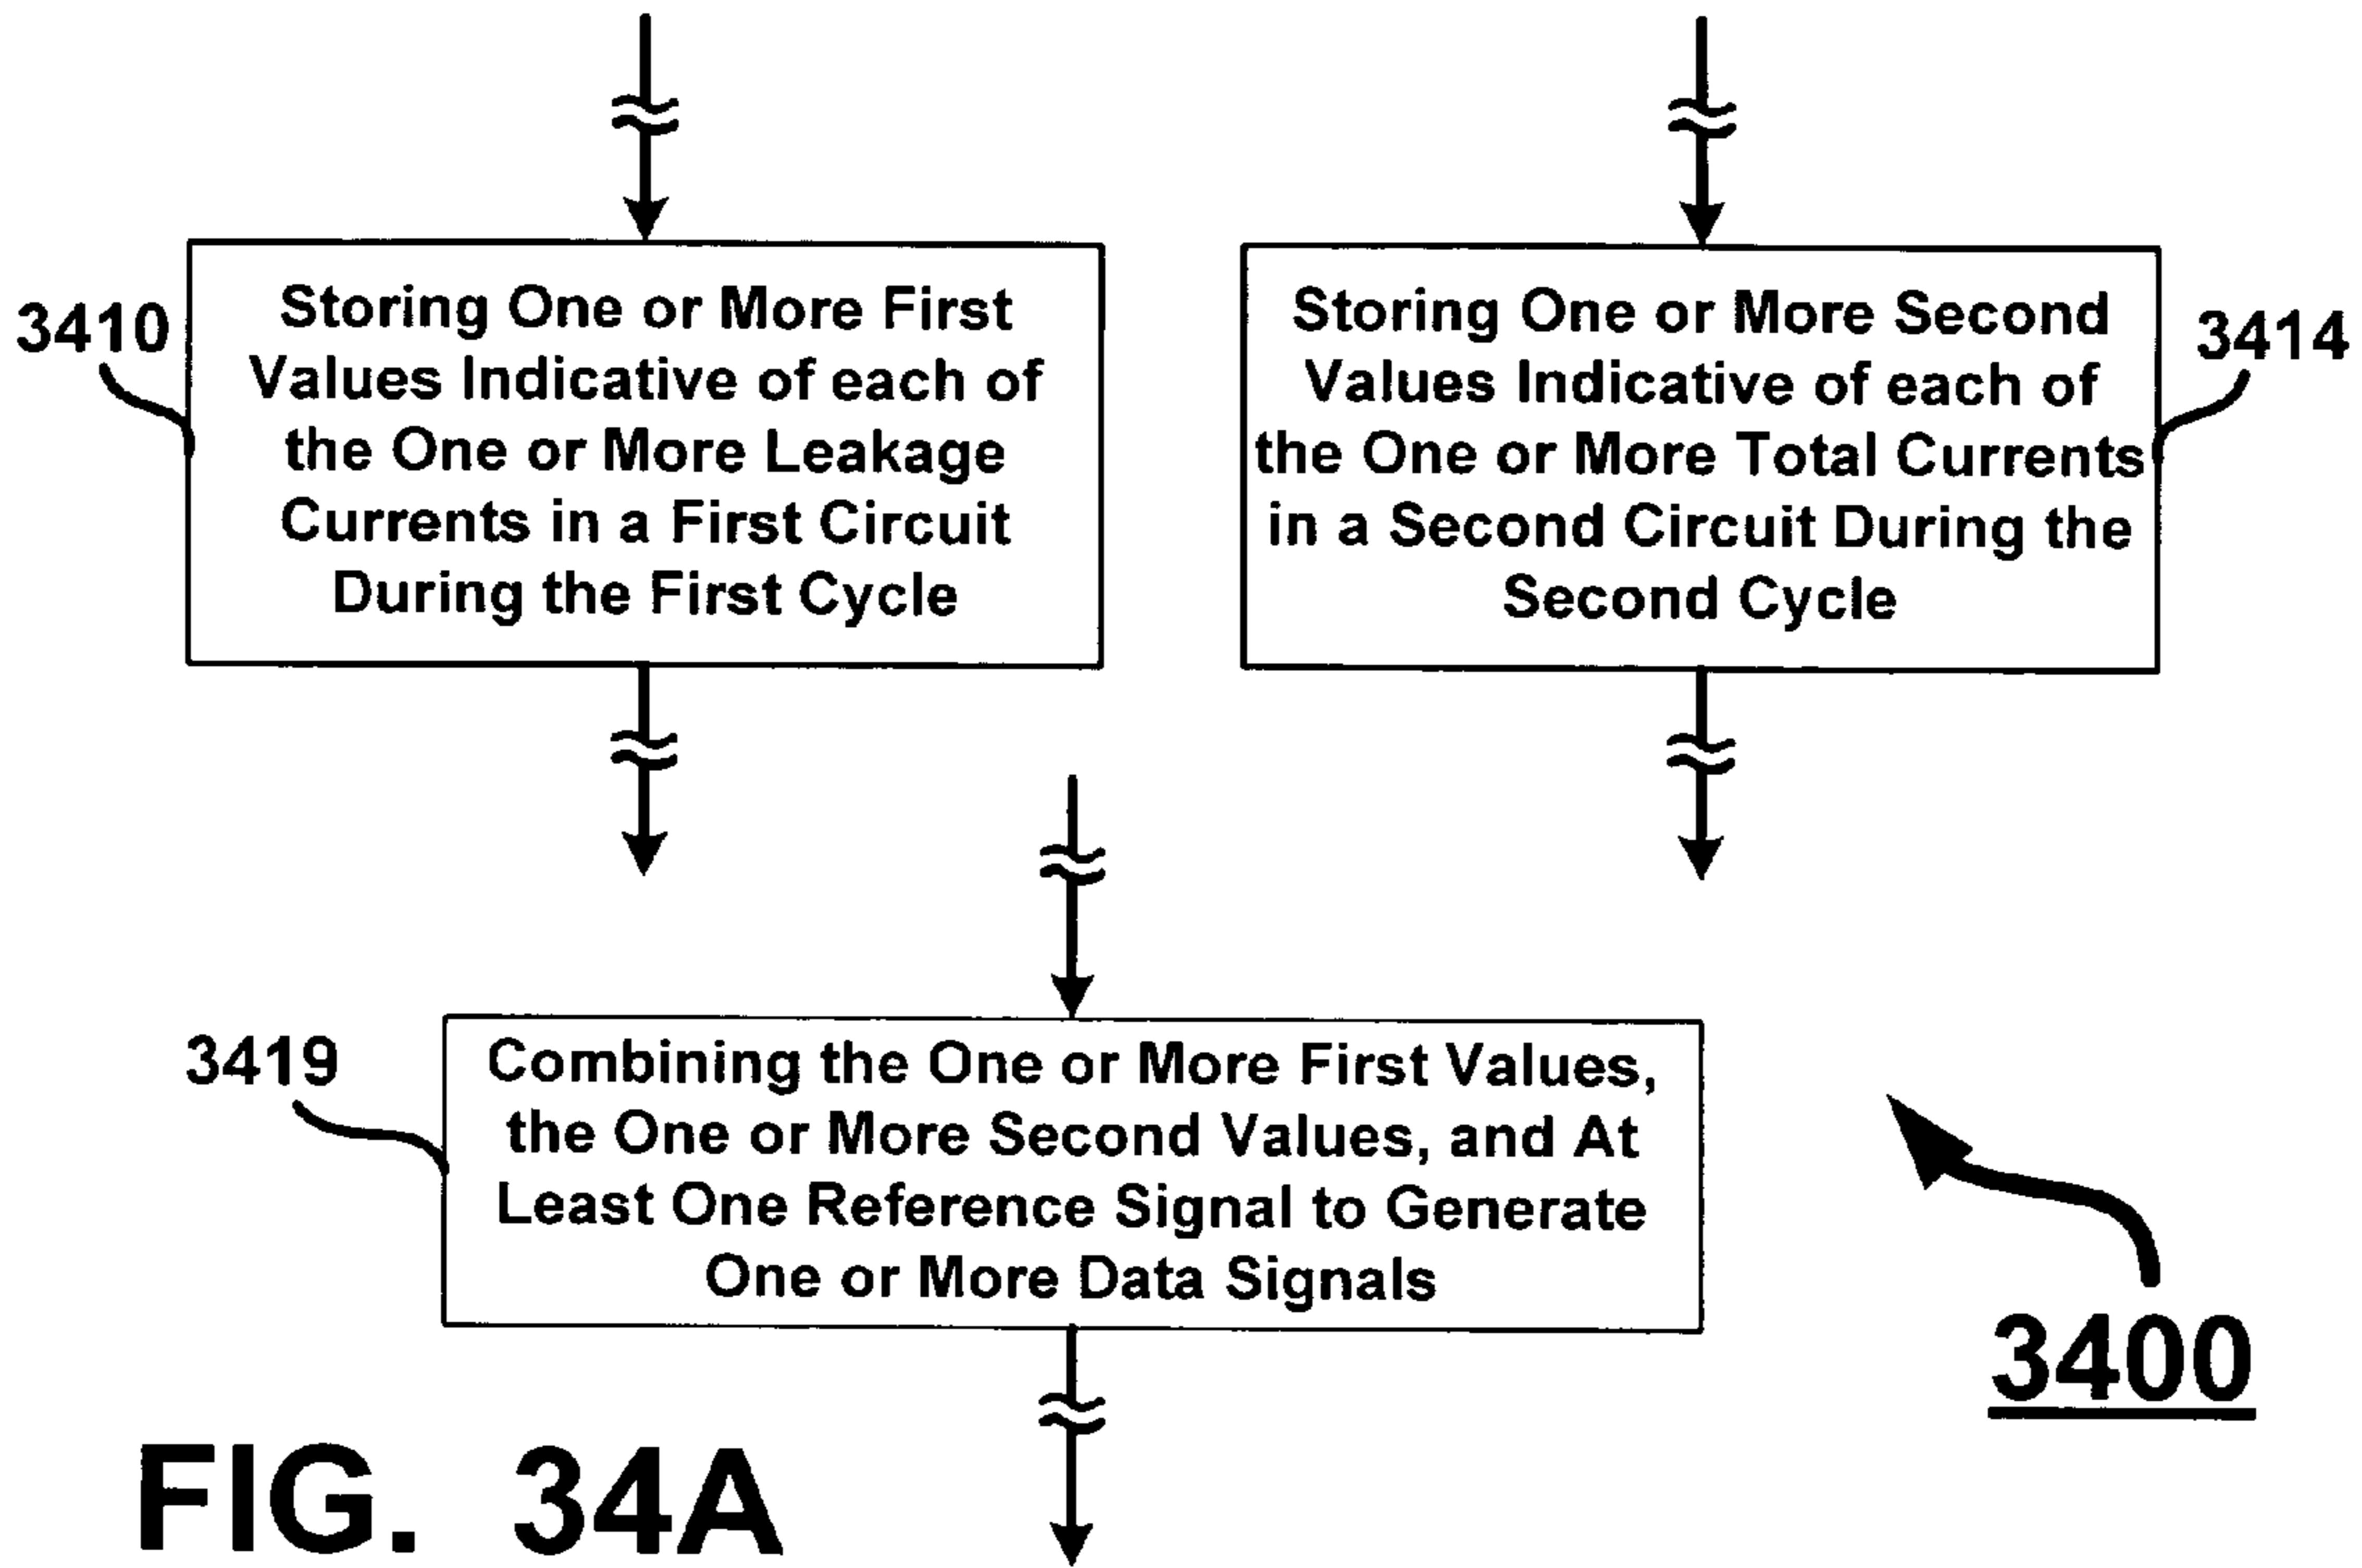 3410
Storing One or More First
Values Indicative of each of
the One or More Leakage
Currents in a First Circuit
During the First Cycle
Storing One or More Second
Values Indicative of each of
the One or More Total Currents
in a Second Circuit During the
Second Cycle
3414
3419
Combining the One or More First Values,
the One or More Second Values, and At
Least One Reference Signal to Generate
One or More Data Signals
3400
FIG. 34A